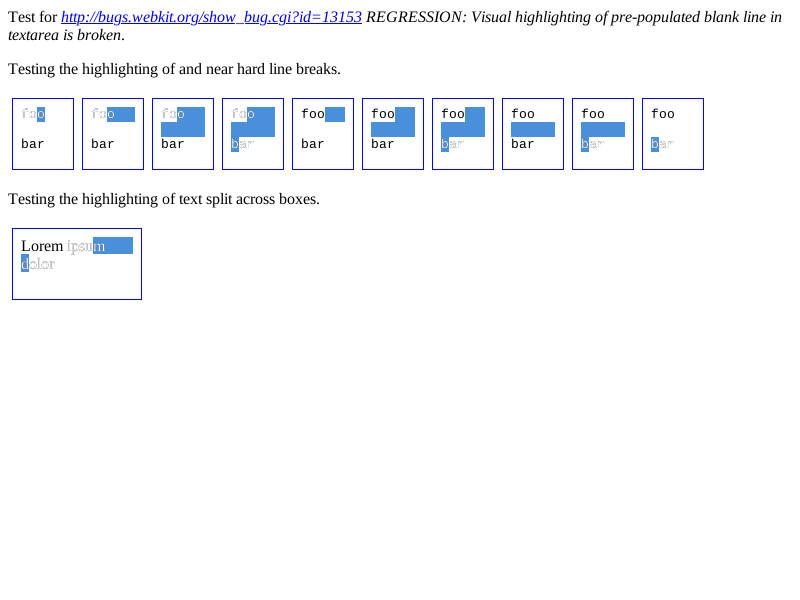 Test for http://bugs.webkit.org/show_bug.cgi?id=13153 REGRESSION: Visual highlighting of pre-populated blank line in
textarea is broken.
Testing the highlighting of and near hard line breaks.
foo foo foo foo foo foo foo foo foo foo
bar bar bar bar bar bar bar bar bar bar
Testing the highlighting of text split across boxes.
Lorem ipsum
dolor